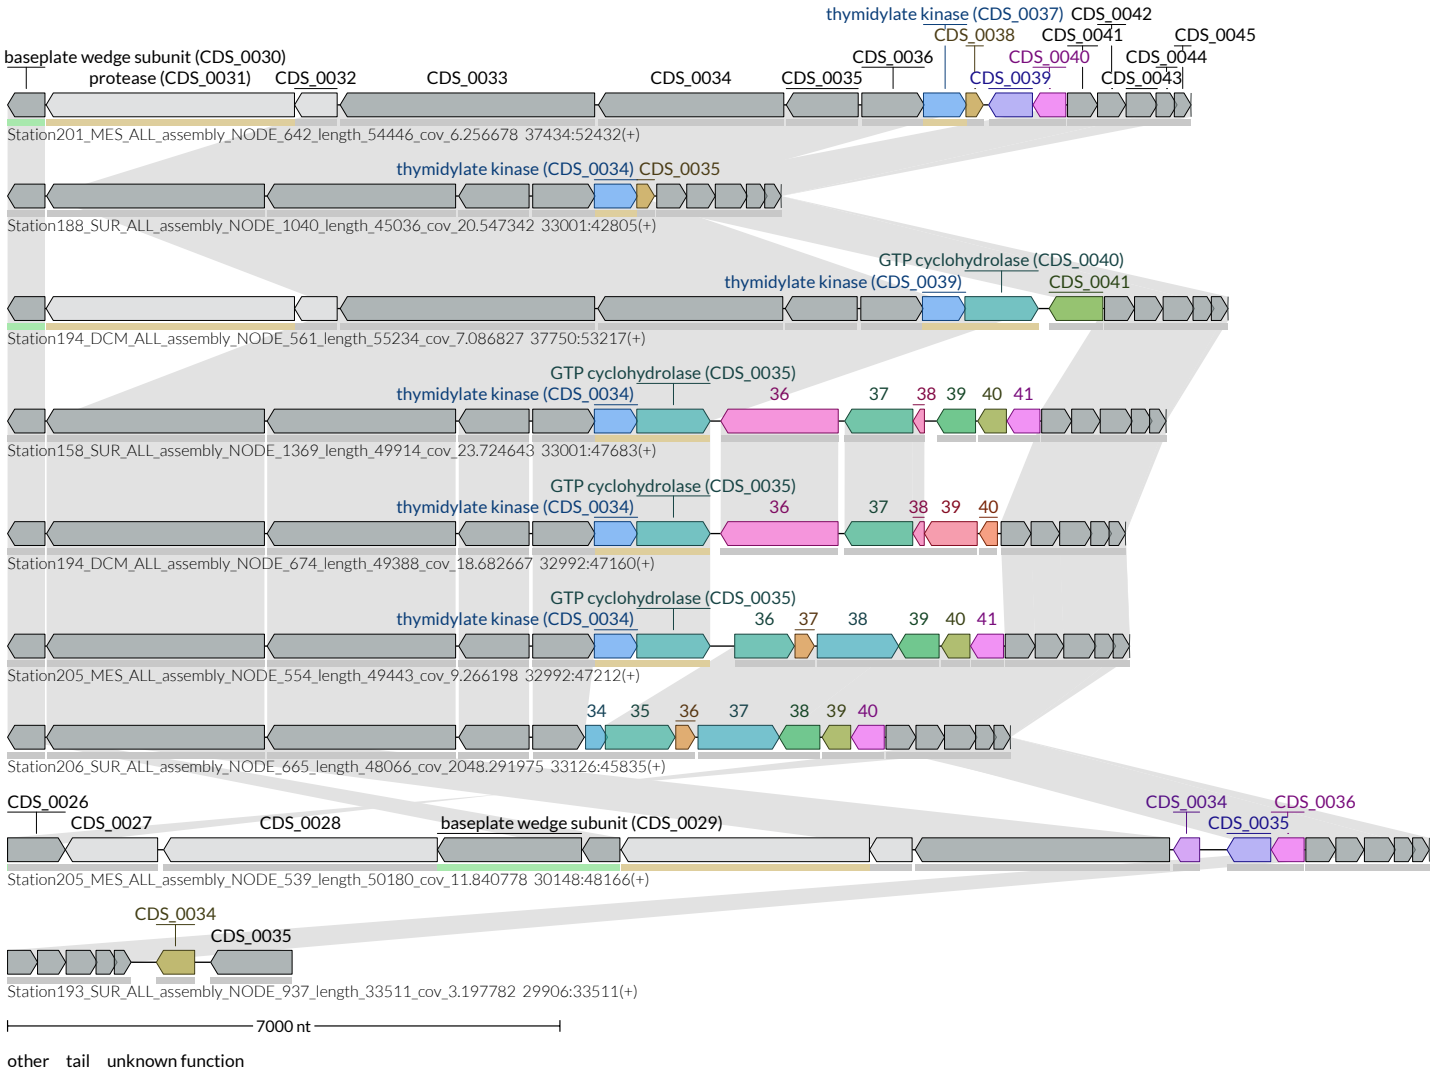 thymidylate kinase (CDS_0037) CDS_0042
CDS_0038 CDS_0041 CDS_0045
baseplate wedge subunit (CDS_0030) CDS_0036 CDS_0040 CDS_0044
protease (CDS_0031) CDS_0032 CDS_0033 CDS_0034 CDS_0035 CDS_0039 CDS_0043
Station201_MES_ALL_assembly_NODE_642_length_54446_cov_6.256678 37434:52432(+)
thymidylate kinase (CDS_0034) CDS_0035
Station188_SUR_ALL_assembly_NODE_1040_length_45036_cov_20.547342 33001:42805(+)
GTP cyclohydrolase (CDS_0040)
thymidylate kinase (CDS_0039) CDS_0041
Station194_DCM_ALL_assembly_NODE_561_length_55234_cov_7.086827 37750:53217(+)
GTP cyclohydrolase (CDS_0035)
thymidylate kinase (CDS_0034) 36 37 38 39 40 41
Station158_SUR_ALL_assembly_NODE_1369_length_49914_cov_23.724643 33001:47683(+)
GTP cyclohydrolase (CDS_0035)
thymidylate kinase (CDS_0034) 36 37 38 39 40
Station194_DCM_ALL_assembly_NODE_674_length_49388_cov_18.682667 32992:47160(+)
GTP cyclohydrolase (CDS_0035)
thymidylate kinase (CDS_0034) 36 37 38 39 40 41
Station205_MES_ALL_assembly_NODE_554_length_49443_cov_9.266198 32992:47212(+)
34 35 36 37 38 39 40
Station206_SUR_ALL_assembly_NODE_665_length_48066_cov_2048.291975 33126:45835(+)
CDS_0026 CDS_0034 CDS_0036
CDS_0027 CDS_0028 baseplate wedge subunit (CDS_0029) CDS_0035
Station205_MES_ALL_assembly_NODE_539_length_50180_cov_11.840778 30148:48166(+)
CDS_0034
CDS_0035
Station193_SUR_ALL_assembly_NODE_937_length_33511_cov_3.197782 29906:33511(+)
7000 nt
other tail unknown function